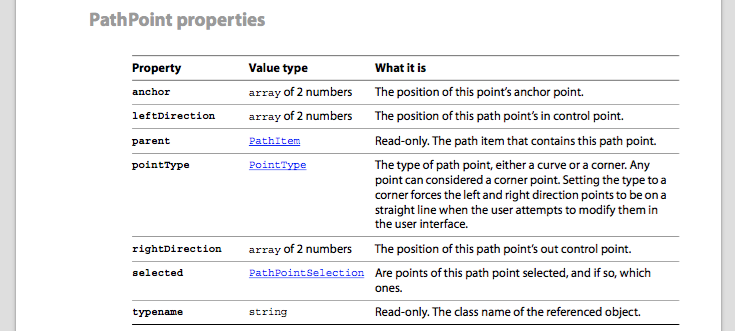 PathPoint properties
Property Value type What it is
anchor array of 2 numbers The position of this point’s anchor point.
leftDirection array of 2 numbers The position of this path point’s in control point.
parent PathItem Read-only. The path item that contains this path point.
pointType PointType The type of path point, either a curve or a corner. Any
point can considered a corner point. Setting the type to a
corner forces the left and right direction points to be on a
straight line when the user attempts to modify them in
the user interface.
rightDirection array of 2 numbers The position of this path point’s out control point.
selected PathPointSelection Are points of this path point selected, and if so, which
ones.
typename string Read-only. The class name of the referenced object.